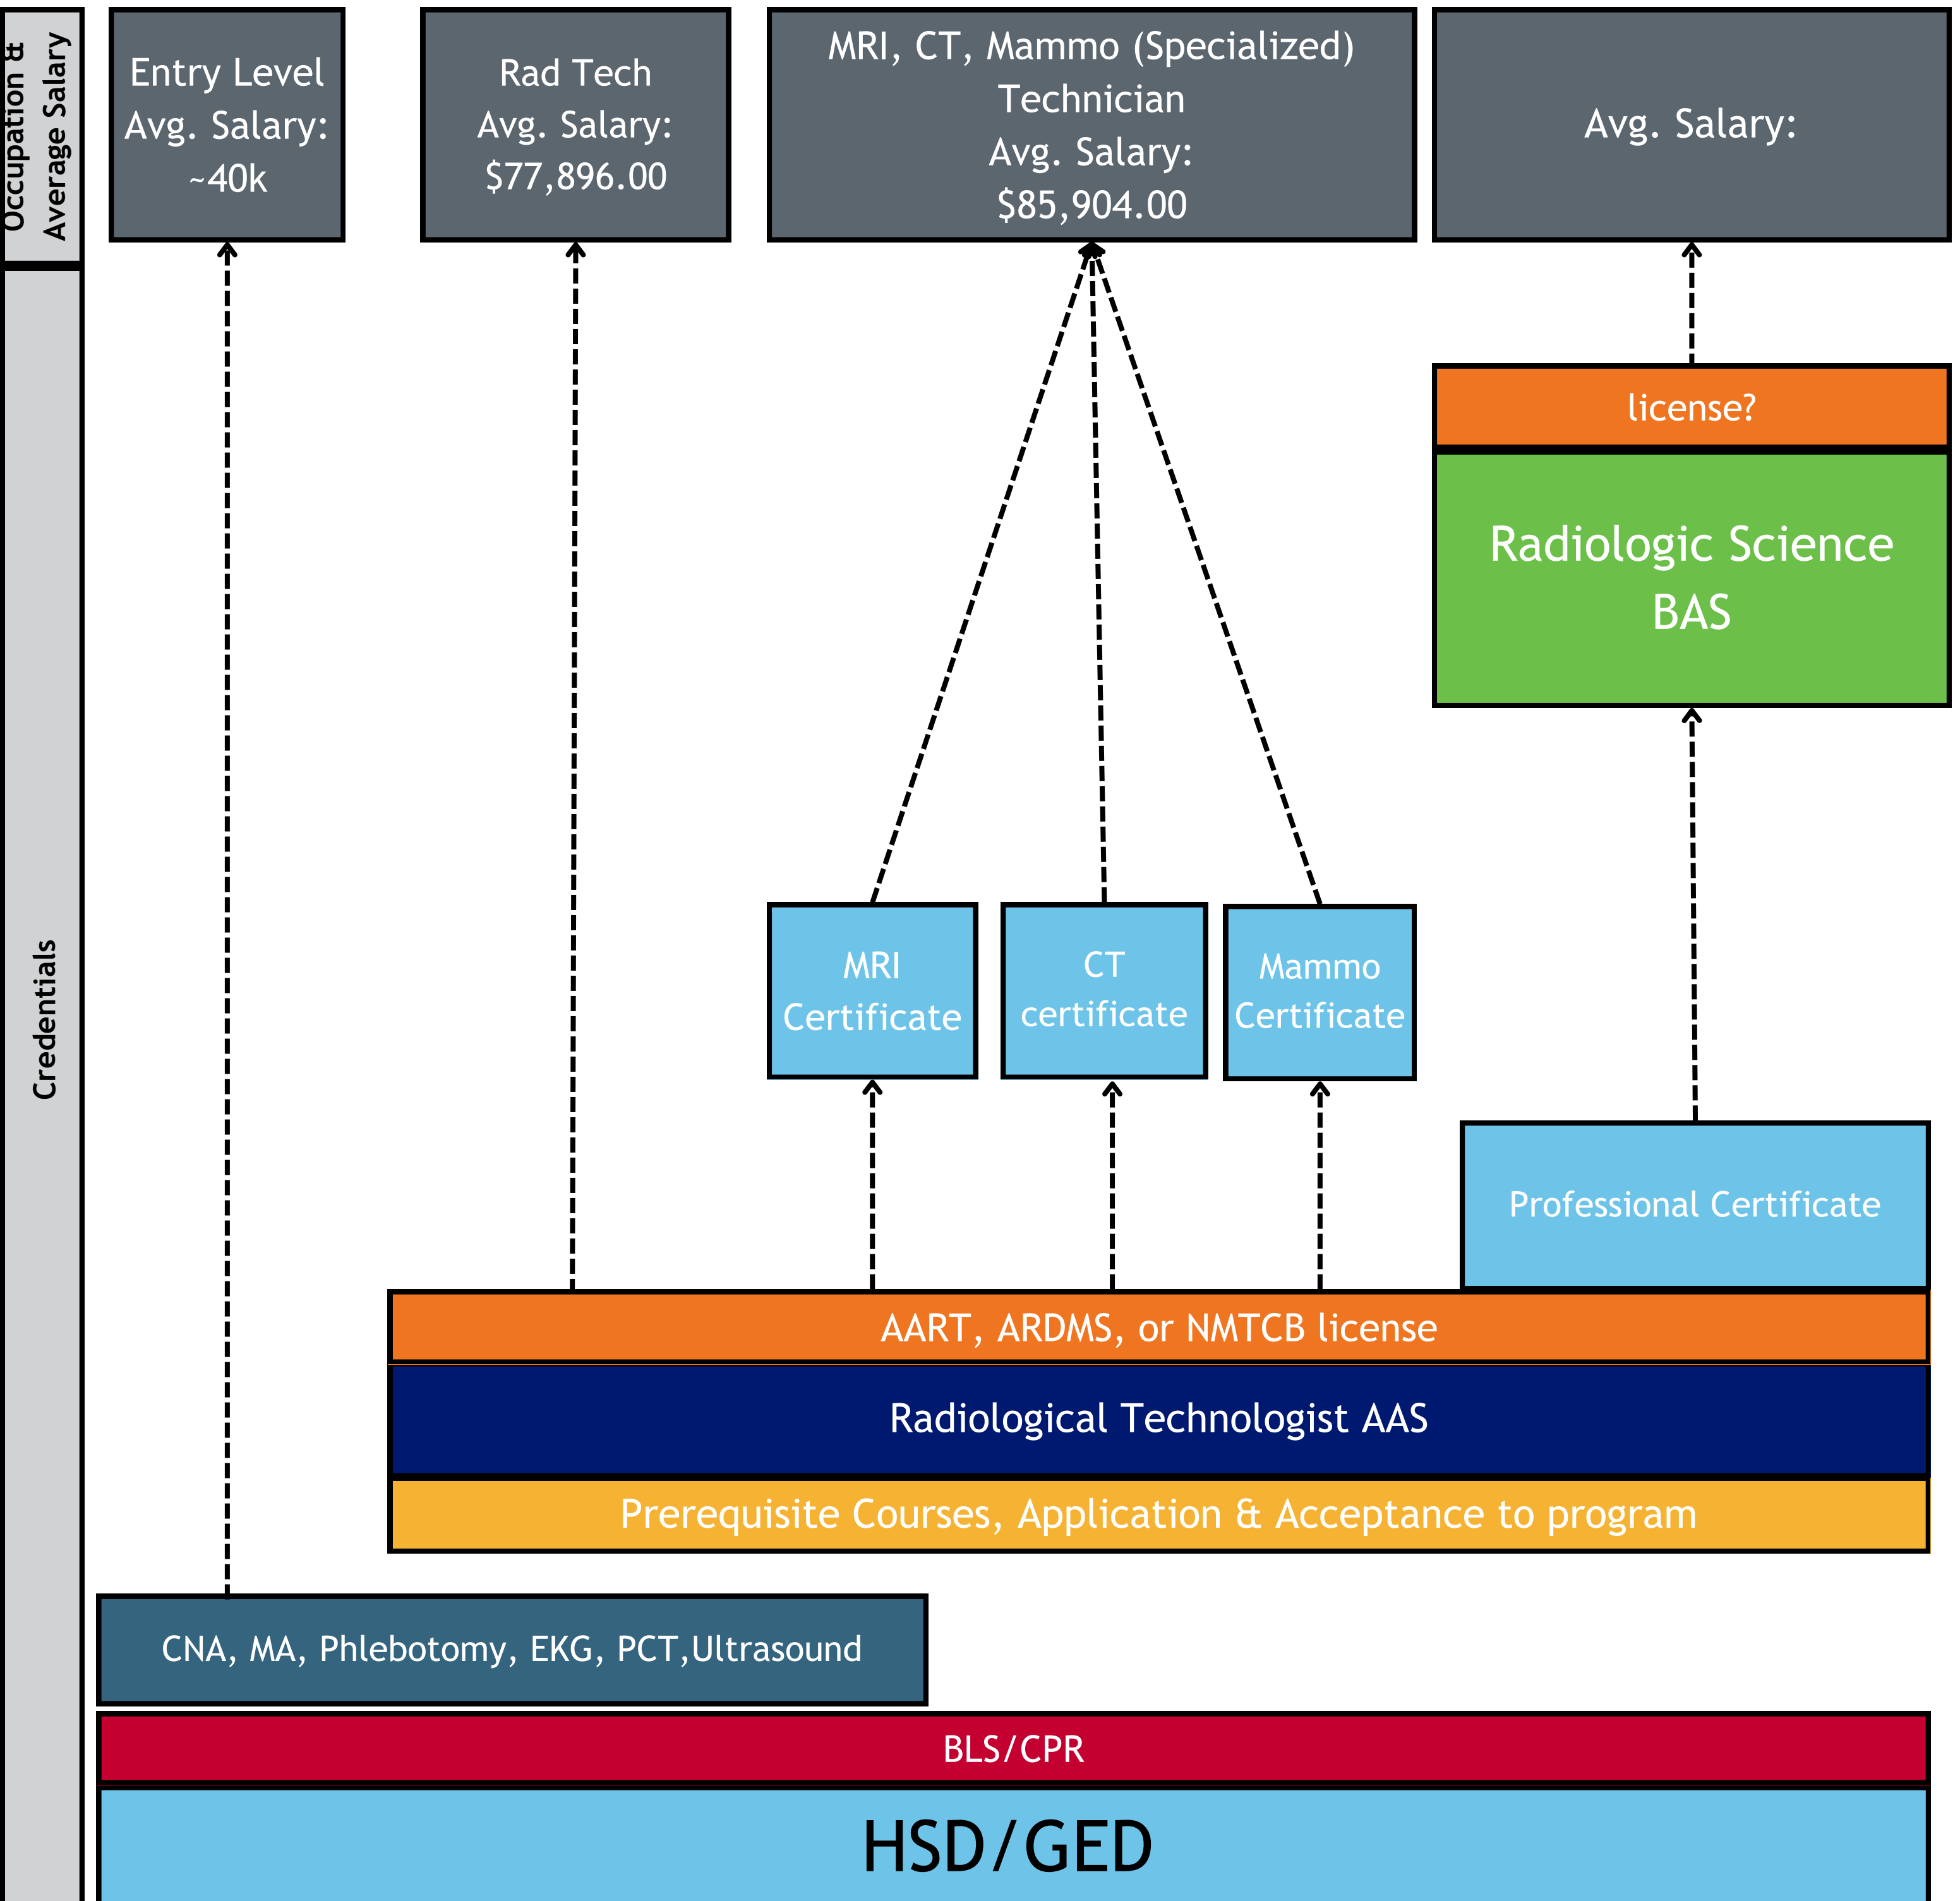 Occupation &
Average Salary
Entry Level
Avg. Salary:
~40k
Rad Tech
Avg. Salary:
$77,896.00
MRI, CT, Mammo (Specialized)
Technician
Avg. Salary:
$85,904.00
Avg. Salary:
license?
Radiologic Science
BAS
Credentials
MRI
Certificate
CT
certificate
Mammo
Certificate
Professional Certificate
AART, ARDMS, or NMTCB license
Radiological Technologist AAS
Prerequisite Courses, Application & Acceptance to program
CNA, MA, Phlebotomy, EKG, PCT,Ultrasound
BLS/CPR
HSD/GED